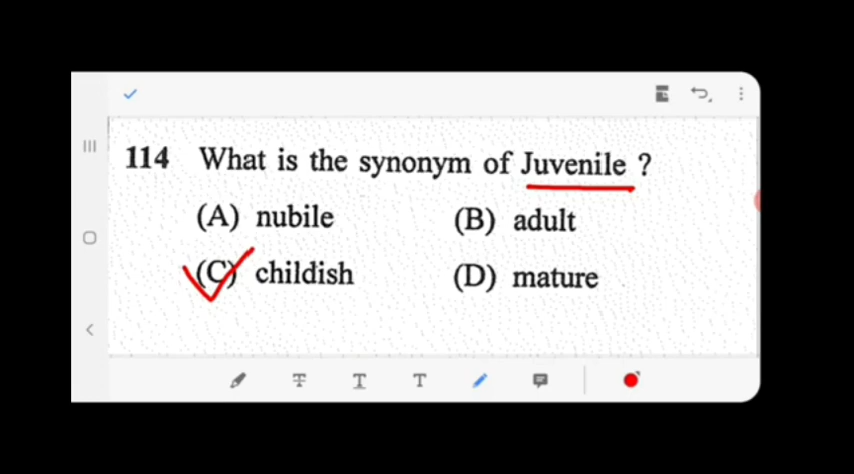 114 What is the synonym of Juvenile ?
(A) nubile (B) adult
(C) childish (D) mature